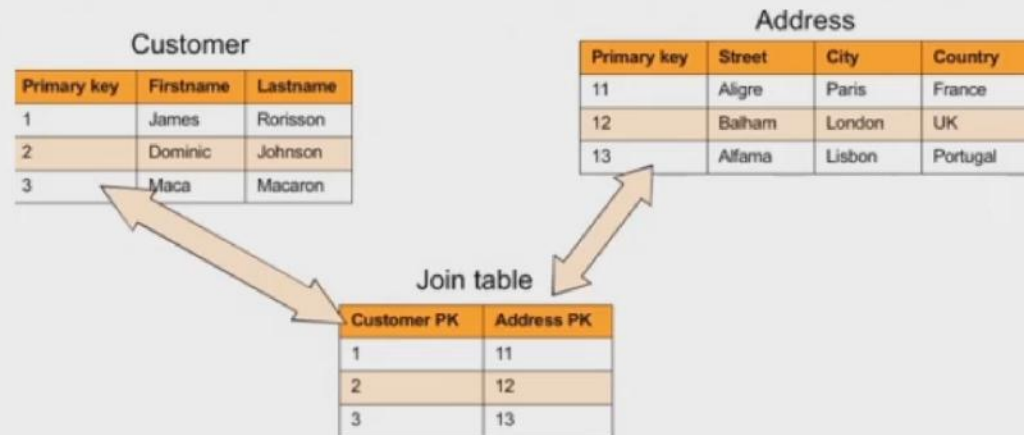 Customer
Primary key Firstname Lastname
1 James Rorisson
2 Dominic Johnson
3 Maca Macaron
Address
Primary key Street City Country
11 Aligre Paris France
12 Balham London UK
13 Alfama Lisbon Portugal
Join table
Customer PK Address PK
1 11
2 12
3 13